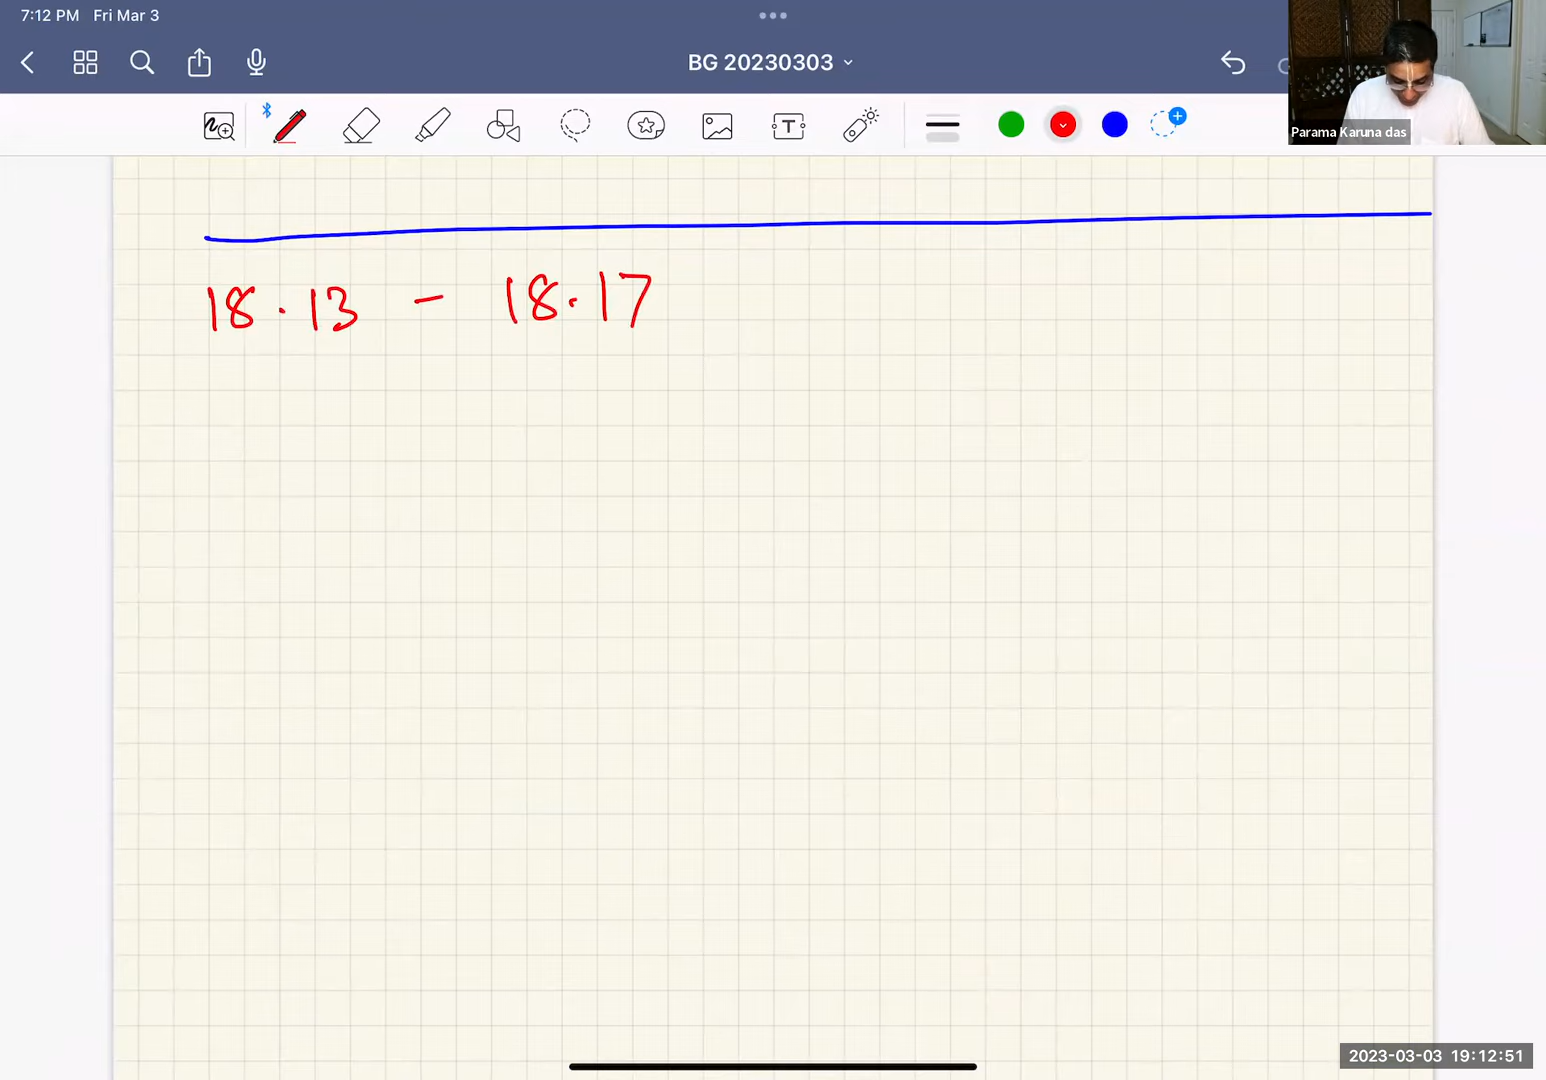 7:12 PM Fri Mar 3
BG 20230303
T
Parama Karuna das
18.13 - 18.17
2023-03-03 19:12:51